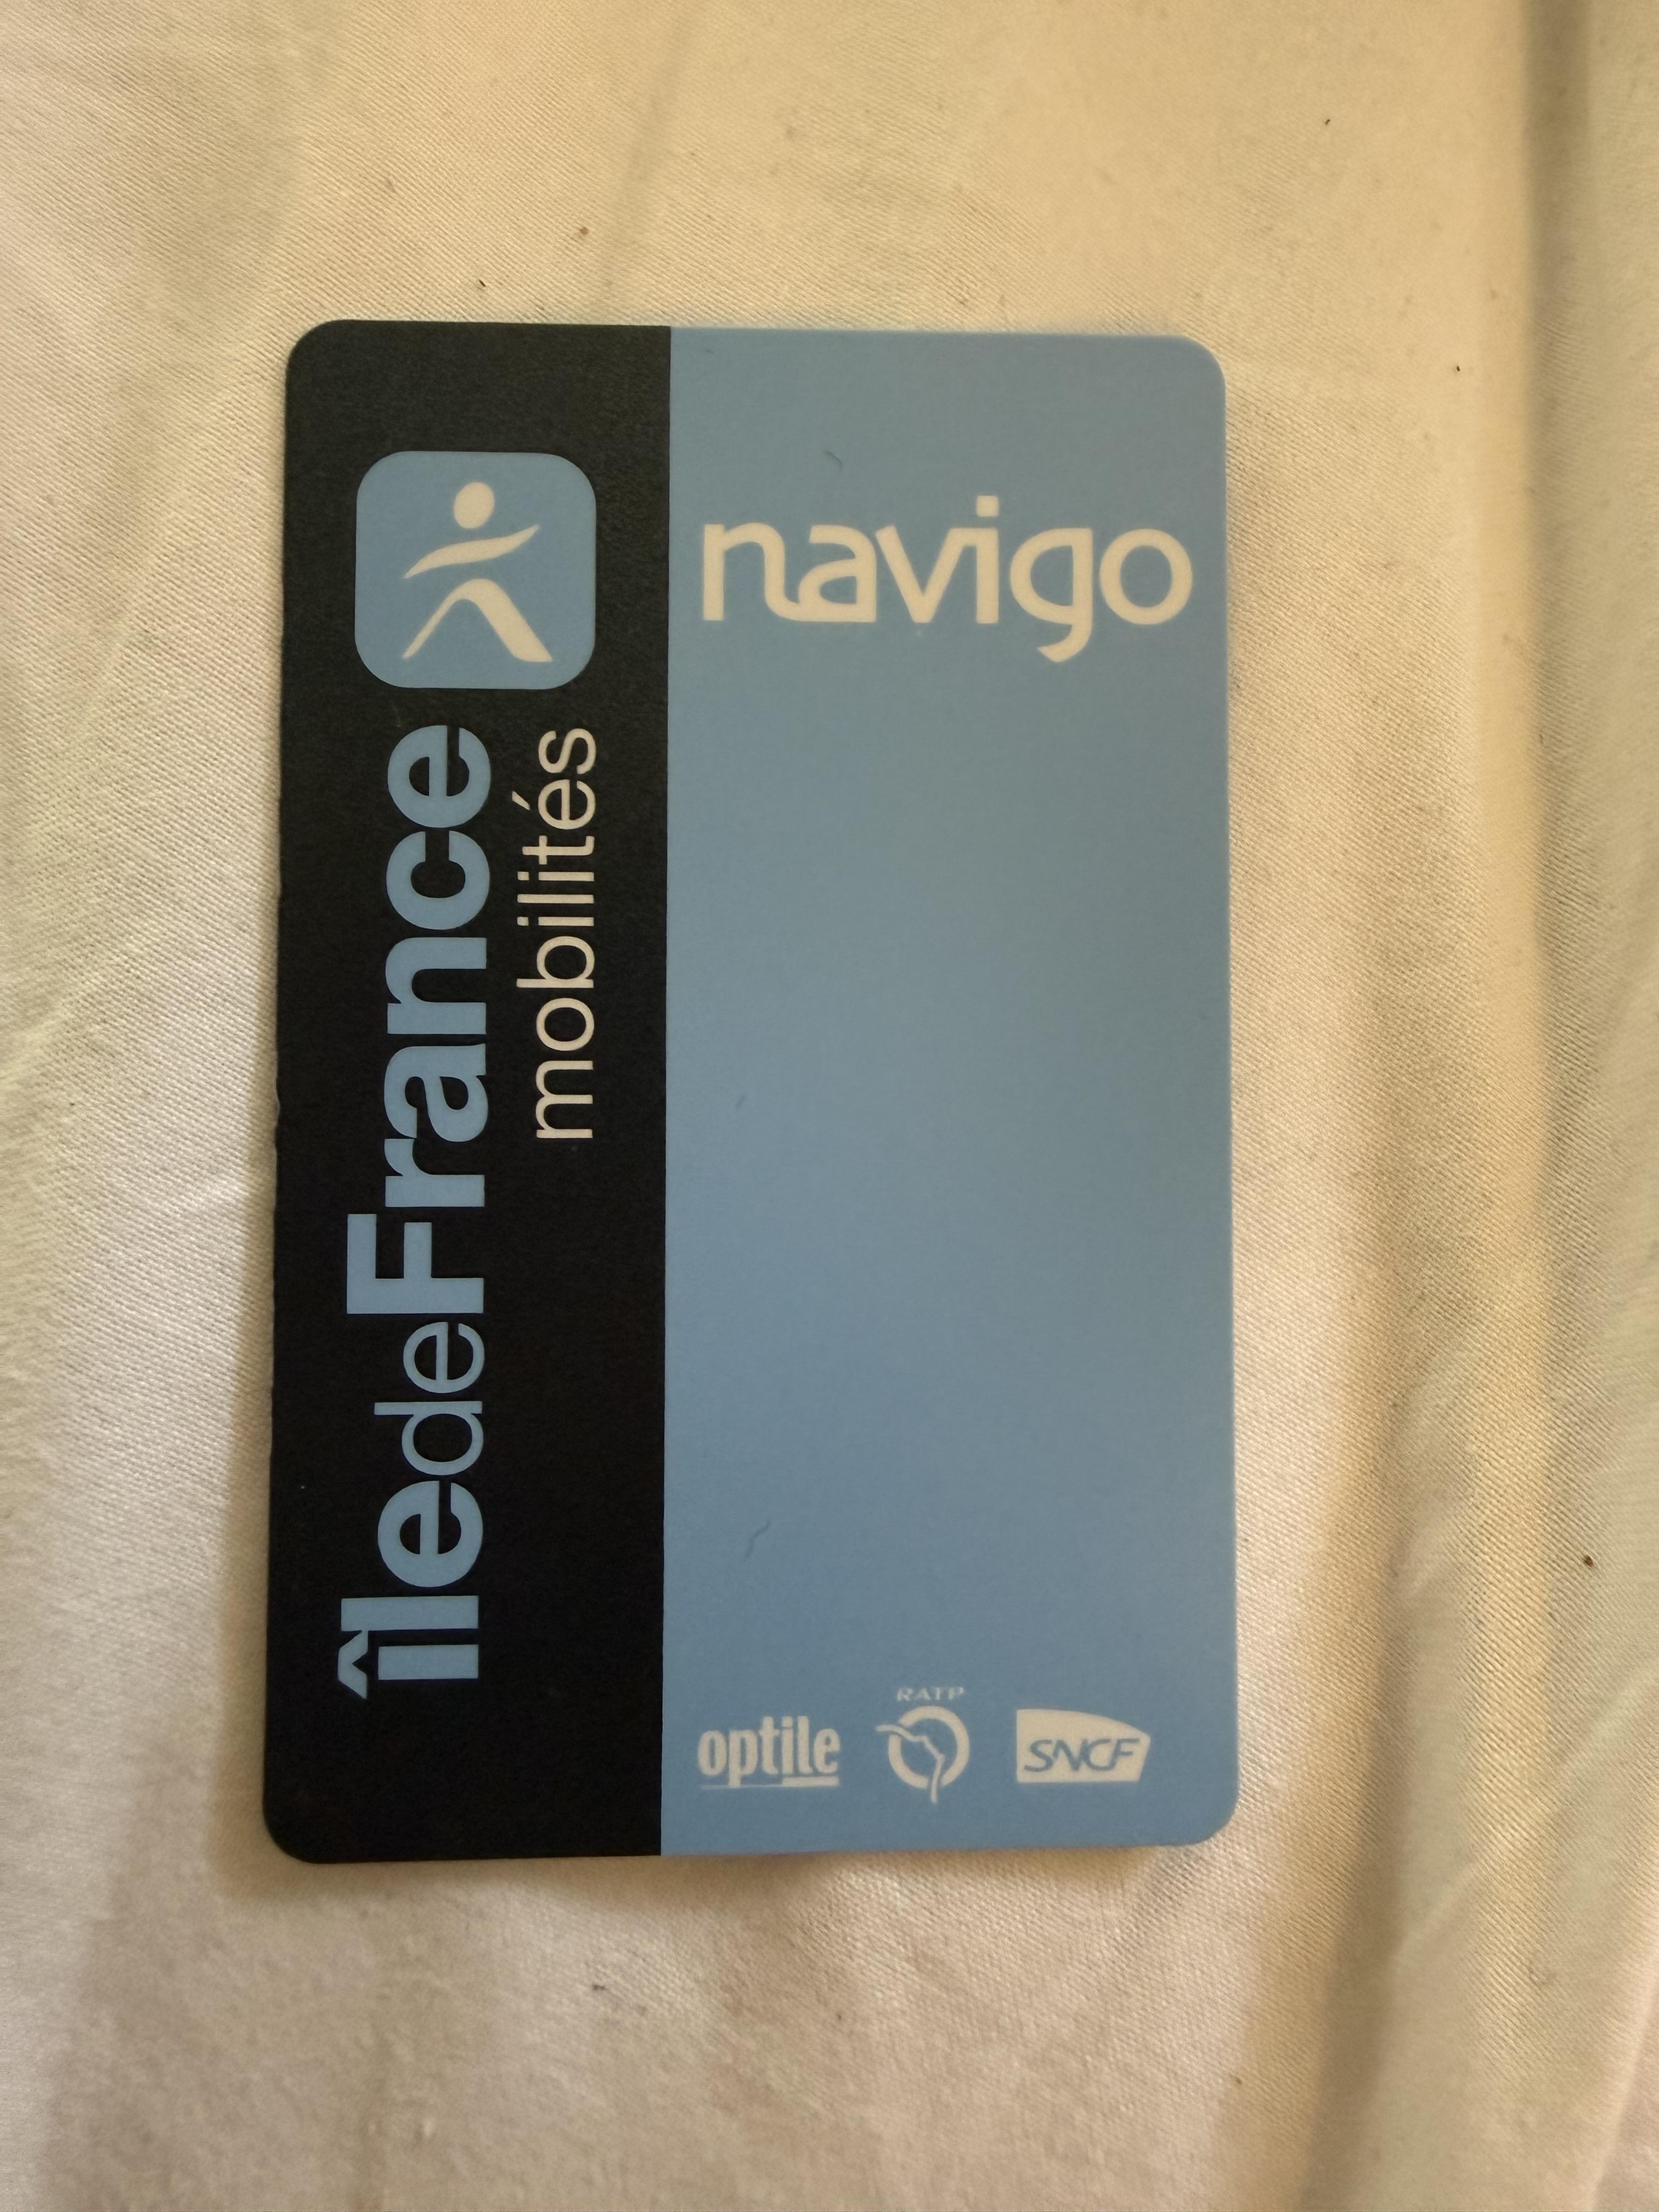 îledeFrance
mobilités
navigo
optile
RATP
SNCF